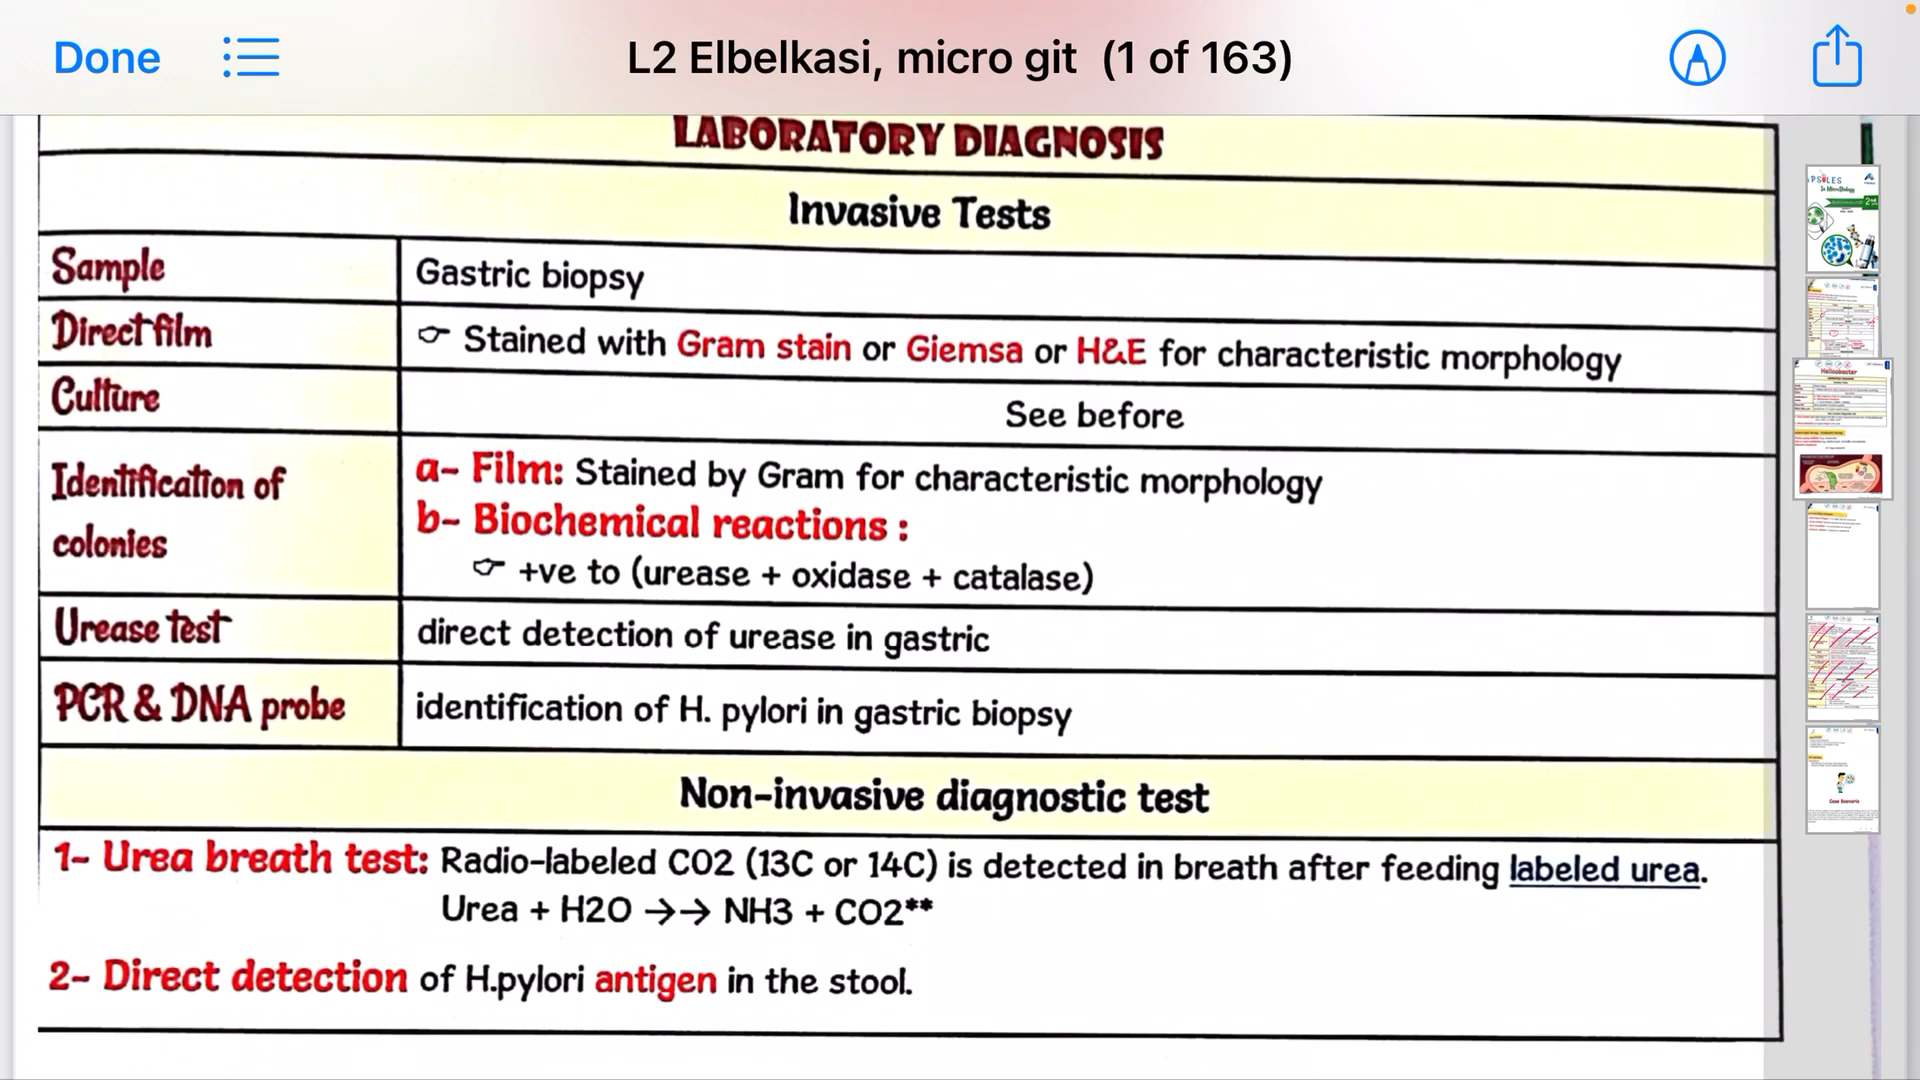 Done
L2 Elbelkasi, micro git (1 of 163)
LABORATORY DIAGNOSIS
Invasive Tests
Sample
Gastric biopsy
Direct film
☞ Stained with Gram stain or Giemsa or H&E for characteristic morphology
Culture
See before
Identification of
colonies
a- Film: Stained by Gram for characteristic morphology
b- Biochemical reactions :
☞ +ve to (urease + oxidase + catalase)
Urease test
direct detection of urease in gastric
PCR & DNA probe
identification of H. pylori in gastric biopsy
Non-invasive diagnostic test
1- Urea breath test: Radio-labeled CO2 (13C or 14C) is detected in breath after feeding labeled urea.
Urea + H2O →→ NH3 + CO2**
2- Direct detection of H.pylori antigen in the stool.
Helicobacter
Case Scenario